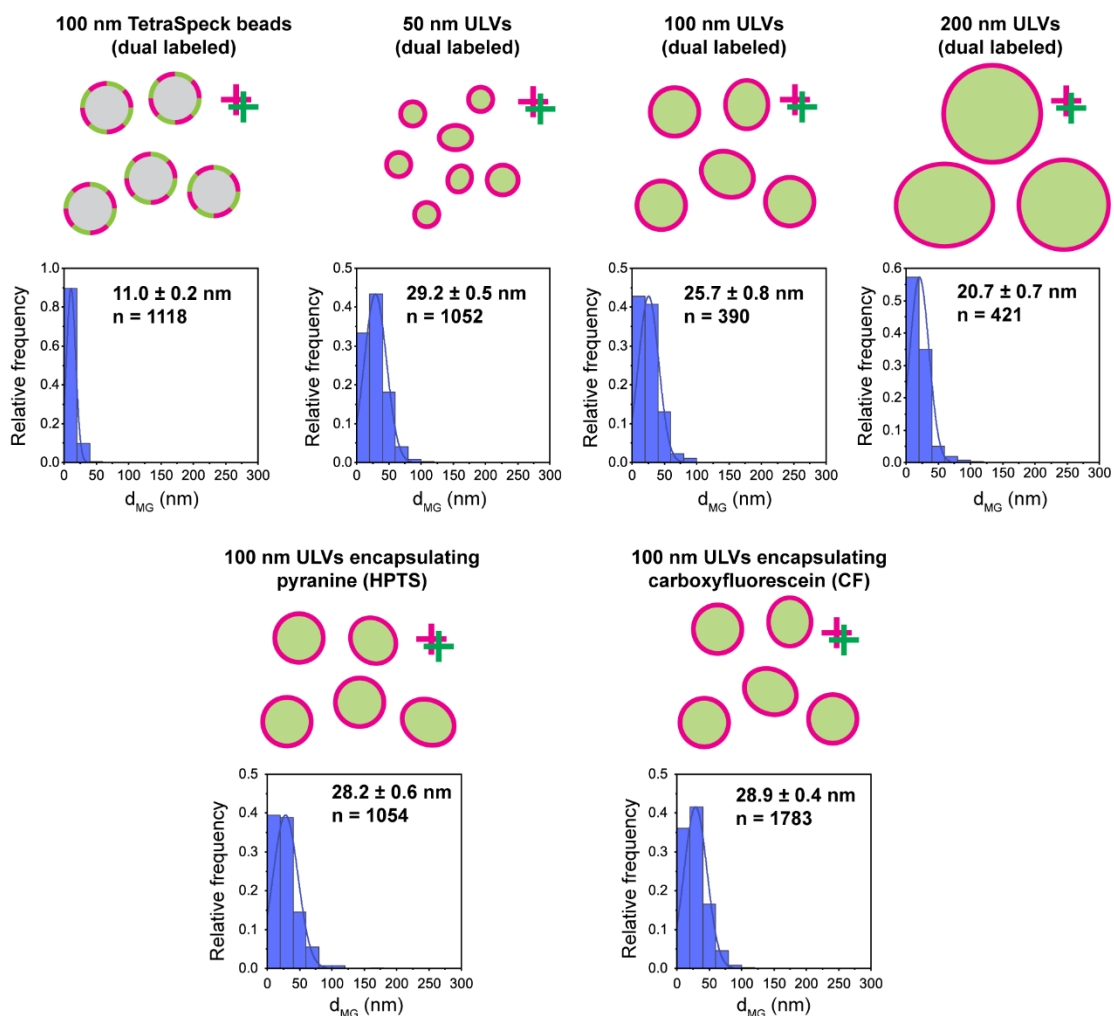 100 nm TetraSpeck beads
(dual labeled)
50 nm ULVs
(dual labeled)
100 nm ULVs
(dual labeled)
200 nm ULVs
(dual labeled)
1.0
0.8
0.6
0.4
0.2
0.0
Relative frequency
11.0 ± 0.2 nm
n = 1118
0 50 100 150 200 250 300
d_MG (nm)
0.5
0.4
0.3
0.2
0.1
0.0
Relative frequency
29.2 ± 0.5 nm
n = 1052
0 50 100 150 200 250 300
d_MG (nm)
0.5
0.4
0.3
0.2
0.1
0.0
Relative frequency
25.7 ± 0.8 nm
n = 390
0 50 100 150 200 250 300
d_MG (nm)
0.6
0.5
0.4
0.3
0.2
0.1
0.0
Relative frequency
20.7 ± 0.7 nm
n = 421
0 50 100 150 200 250 300
d_MG (nm)
100 nm ULVs encapsulating
pyranine (HPTS)
100 nm ULVs encapsulating
carboxyfluorescein (CF)
0.5
0.4
0.3
0.2
0.1
0.0
Relative frequency
28.2 ± 0.6 nm
n = 1054
0 50 100 150 200 250 300
d_MG (nm)
0.5
0.4
0.3
0.2
0.1
0.0
Relative frequency
28.9 ± 0.4 nm
n = 1783
0 50 100 150 200 250 300
d_MG (nm)